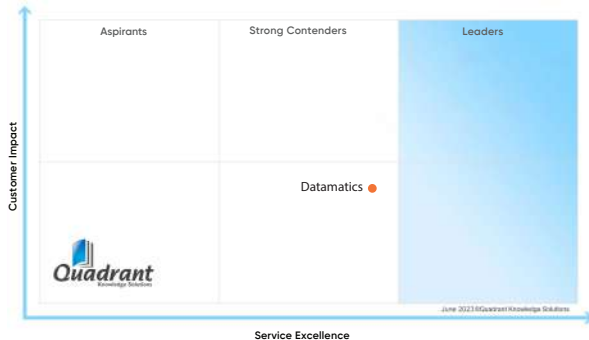 Aspirants
Strong Contenders
Leaders
Customer Impact
Datamatics
Quadrant
Knowledge Solutions
June 2023 ©Quadrant Knowledge Solutions
Service Excellence